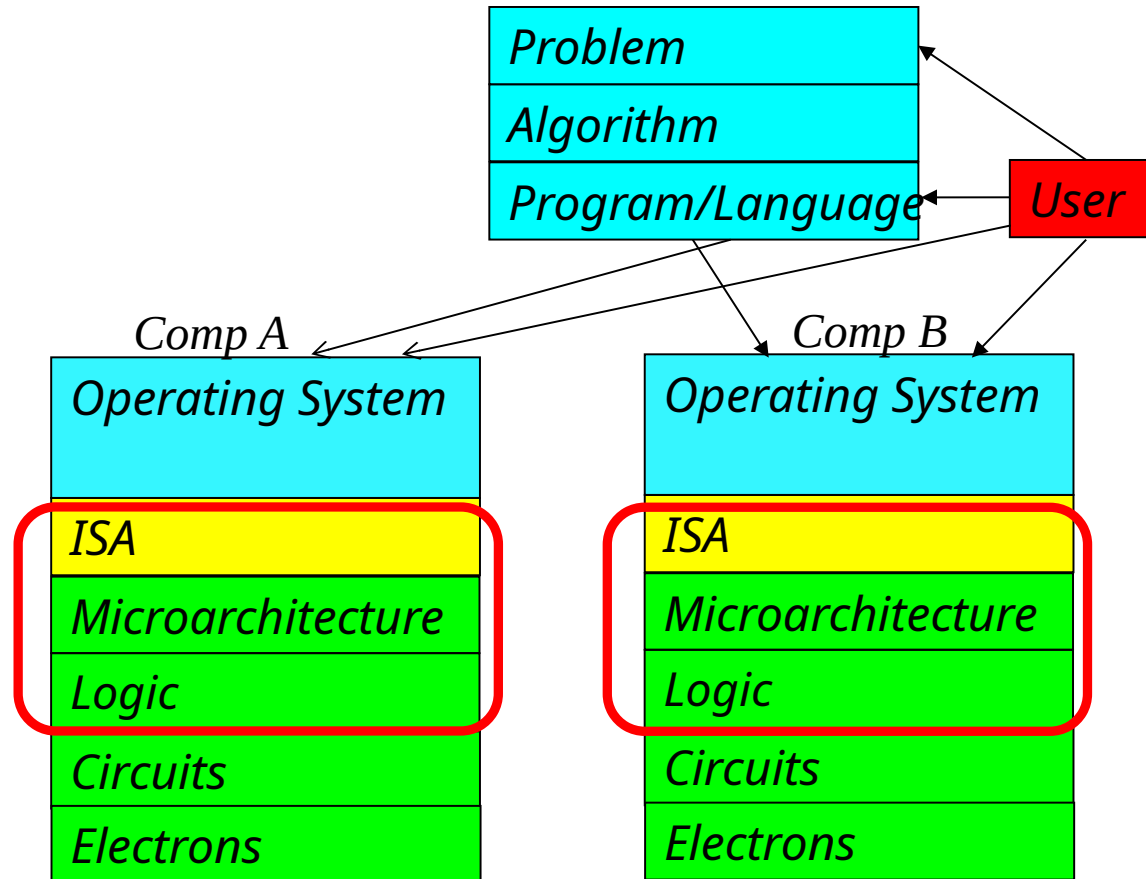 Problem
Algorithm
Program/Language
User
Comp A
Operating System
ISA
Microarchitecture
Logic
Circuits
Electrons
Comp B
Operating System
ISA
Microarchitecture
Logic
Circuits
Electrons